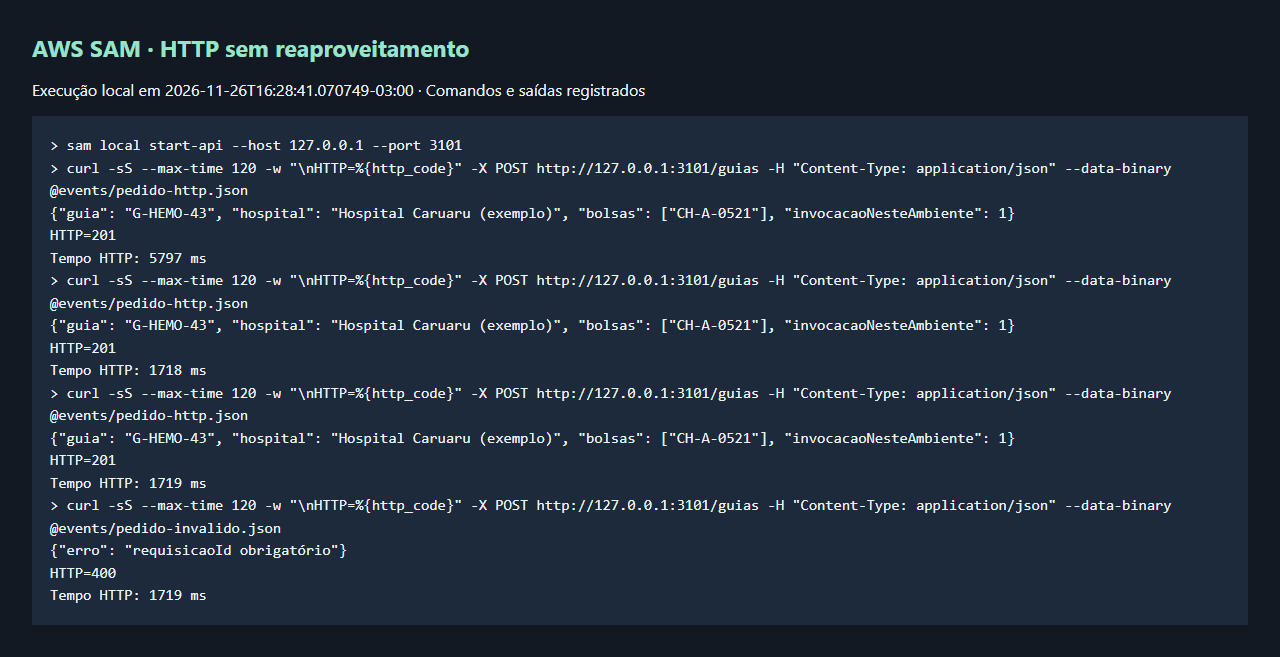 AWS SAM · HTTP sem reaproveitamento
Execução local em 2026-11-26T16:28:41.070749-03:00 · Comandos e saídas registrados
> sam local start-api --host 127.0.0.1 --port 3101
> curl -sS --max-time 120 -w "\nHTTP=%{http_code}" -X POST http://127.0.0.1:3101/guias -H "Content-Type: application/json" --data-binary
@events/pedido-http.json
{"guia": "G-HEMO-43", "hospital": "Hospital Caruaru (exemplo)", "bolsas": ["CH-A-0521"], "invocacaoNesteAmbiente": 1}
HTTP=201
Tempo HTTP: 5797 ms
> curl -sS --max-time 120 -w "\nHTTP=%{http_code}" -X POST http://127.0.0.1:3101/guias -H "Content-Type: application/json" --data-binary
@events/pedido-http.json
{"guia": "G-HEMO-43", "hospital": "Hospital Caruaru (exemplo)", "bolsas": ["CH-A-0521"], "invocacaoNesteAmbiente": 1}
HTTP=201
Tempo HTTP: 1718 ms
> curl -sS --max-time 120 -w "\nHTTP=%{http_code}" -X POST http://127.0.0.1:3101/guias -H "Content-Type: application/json" --data-binary
@events/pedido-http.json
{"guia": "G-HEMO-43", "hospital": "Hospital Caruaru (exemplo)", "bolsas": ["CH-A-0521"], "invocacaoNesteAmbiente": 1}
HTTP=201
Tempo HTTP: 1719 ms
> curl -sS --max-time 120 -w "\nHTTP=%{http_code}" -X POST http://127.0.0.1:3101/guias -H "Content-Type: application/json" --data-binary
@events/pedido-invalido.json
{"erro": "requisicaoId obrigatório"}
HTTP=400
Tempo HTTP: 1719 ms